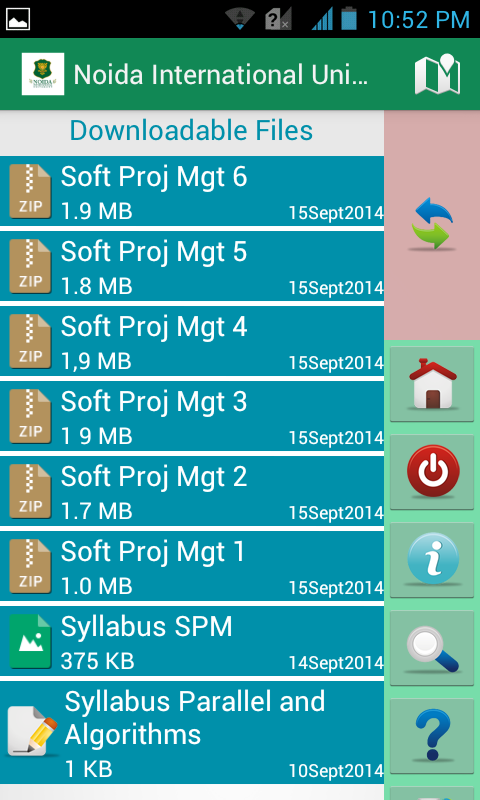 10:52 PM
NOIDA
Noida International Uni...
Downloadable Files
Soft Proj Mgt 6
ZIP
1.9 MB
15Sept2014
Soft Proj Mgt 5
ZIP
1.8 MB
15Sept2014
Soft Proj Mgt 4
ZIP
1,9 MB
15Sept2014
Soft Proj Mgt 3
ZIP
1 9 MB
15Sept2014
Soft Proj Mgt 2
ZIP
1.7 MB
15Sept2014
Soft Proj Mgt 1
ZIP
1.0 MB
15Sept2014
Syllabus SPM
375 KB
14Sept2014
Syllabus Parallel and
Algorithms
1 KB
10Sept2014